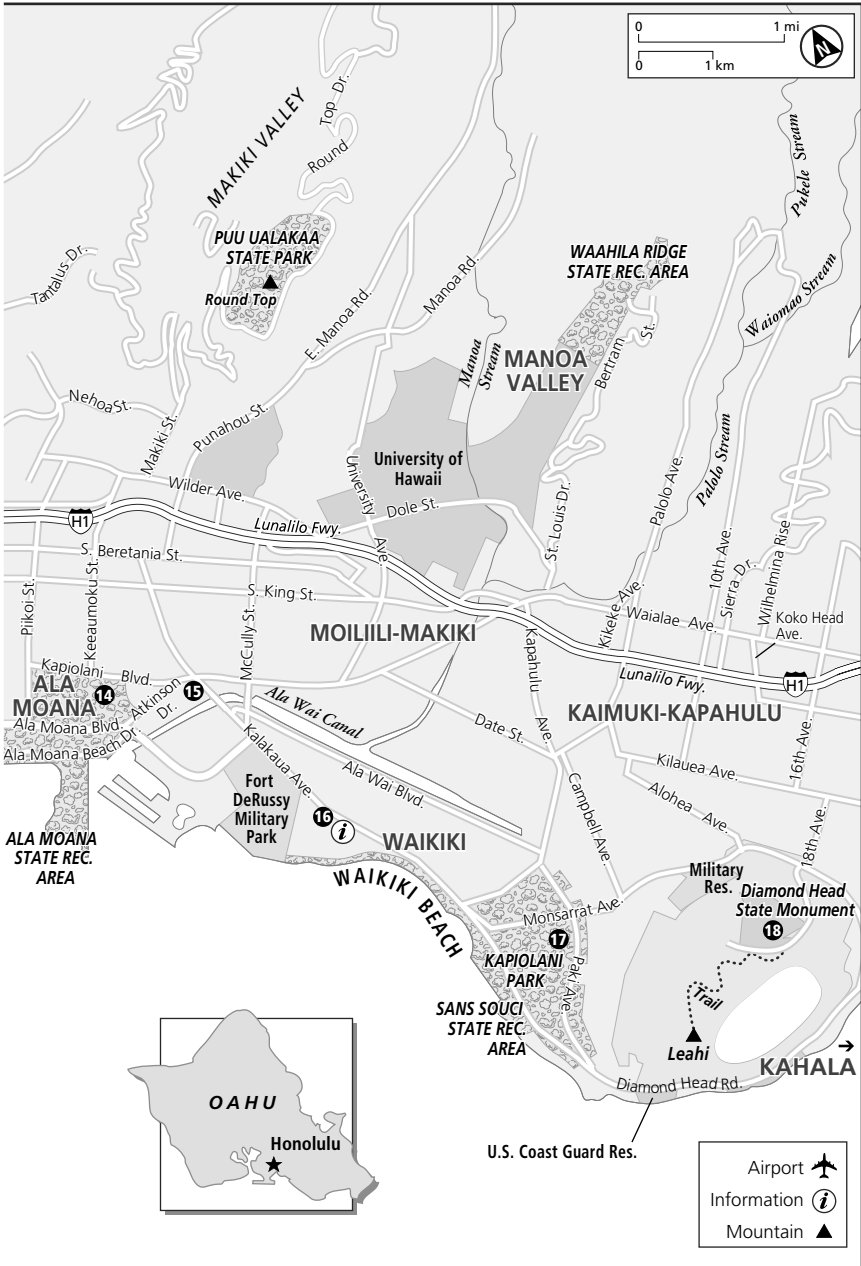 0
1 mi
0
1 km
N
MAKIKI VALLEY
Top Dr.
Round
Pukele Stream
PUU UALAKAA
STATE PARK
Round Top
WAAHILA RIDGE
STATE REC. AREA
Tantalus Dr.
E. Manoa Rd.
Manoa Rd.
Waiomao Stream
Manoa
Stream
MANOA
VALLEY
Bertram
St.
Nehoa St.
Makiki St.
Punahou St.
University of
Hawaii
Palolo Stream
Palolo Ave.
Wilder Ave.
University
Ave.
Dole St.
St. Louis Dr.
H1
Lunalilo Fwy.
S. Beretania St.
10th Ave.
Sierra Dr.
Wilhelmina Rise
Piikoi St.
Keeaumoku St.
S. King St.
McCully St.
MOILIILI-MAKIKI
Kapahulu
Ave.
Kikeke Ave.
Waialae Ave.
Koko Head
Ave.
Kapiolani
Blvd.
ALA
MOANA
14
Atkinson
Dr.
15
Lunalilo Fwy.
H1
Ala Moana Blvd.
Ala Moana Beach Dr.
Ala Wai Canal
Date St.
KAIMUKI-KAPAHULU
16th Ave.
Kalakaua Ave.
Ala Wai Blvd.
Kilauea Ave.
Fort
DeRussy
Military
Park
16
i
WAIKIKI
Campbell Ave.
Alohea Ave.
18th Ave.
ALA MOANA
STATE REC.
AREA
WAIKIKI BEACH
Military
Res.
Diamond Head
State Monument
18
Monsarrat Ave.
17
KAPIOLANI
PARK
Paki Ave.
SANS SOUCI
STATE REC.
AREA
Trail
Leahi
KAHALA
Diamond Head Rd.
U.S. Coast Guard Res.
OAHU
Honolulu
Airport
Information i
Mountain